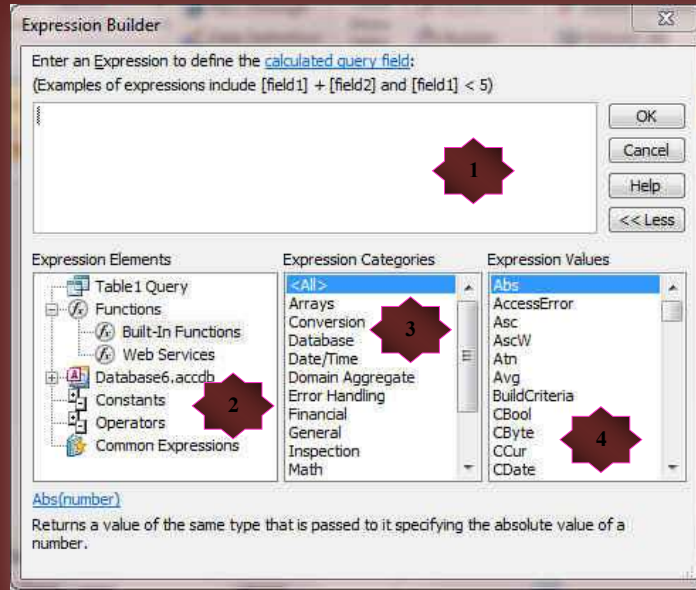 Expression Builder
Enter an Expression to define the calculated query field:
(Examples of expressions include [field1] + [field2] and [field1] < 5)
OK
Cancel
Help
<< Less
1
Expression Elements
Table1 Query
Functions
Built-In Functions
Web Services
Database6.accdb
Constants
Operators
Common Expressions
2
Expression Categories
<All>
Arrays
Conversion
Database
Date/Time
Domain Aggregate
Error Handling
Financial
General
Inspection
Math
3
Expression Values
Abs
AccessError
Asc
AscW
Atn
Avg
BuildCriteria
CBool
CByte
CCur
CDate
4
Abs(number)
Returns a value of the same type that is passed to it specifying the absolute value of a
number.